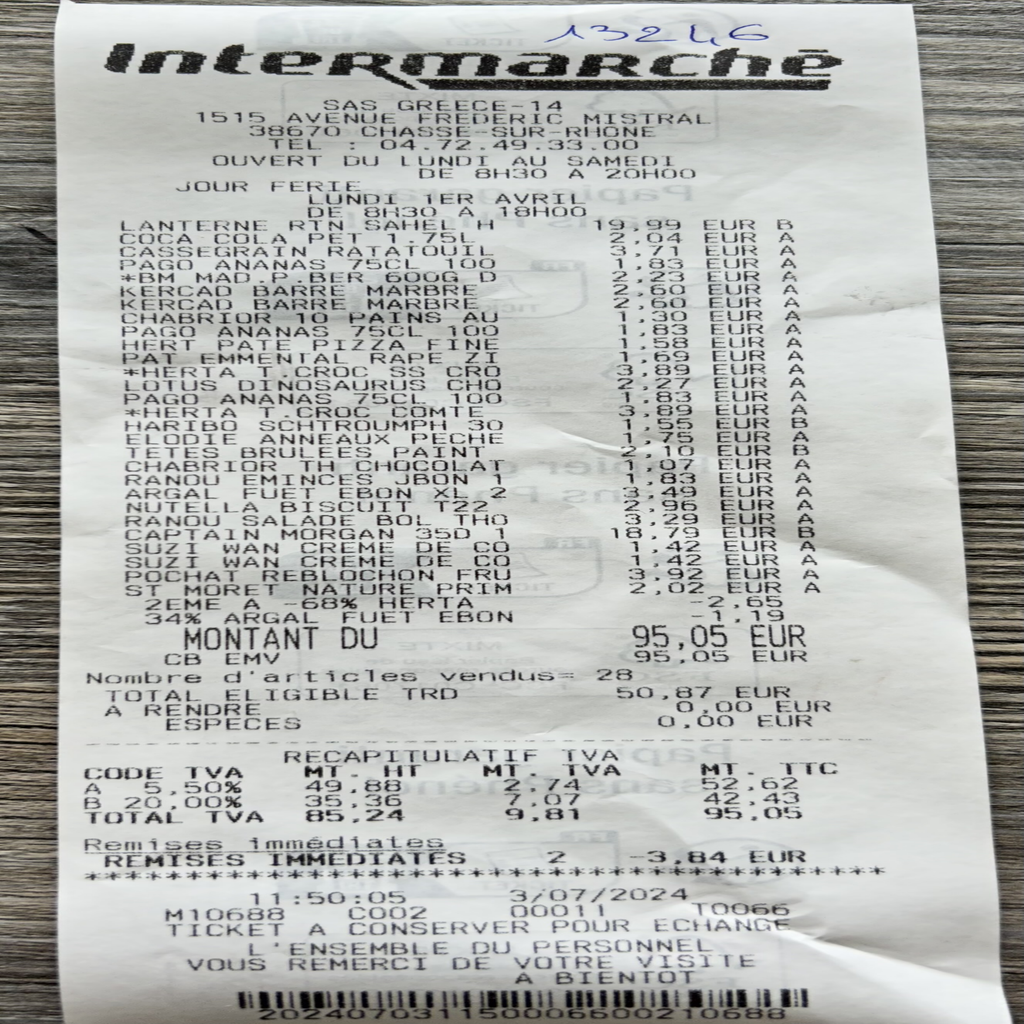 13246
Intermarchē
SAS GREECE-14
1515 AVENUE FREDERIC MISTRAL
38670 CHASSE-SUR-RHONE
TEL : 04.72.49.33.00
OUVERT DU LUNDI AU SAMEDI
DE 8H30 A 20H00
JOUR FERIE
LUNDI 1ER AVRIL
DE 8H30 A 18H00
LANTERNE RTN SAHEL H 19,99 EUR B
COCA COLA PET 1.75L 2,04 EUR A
CASSEGRAIN RATATOUIL 3,71 EUR A
PAGO ANANAS 75CL 100 1,83 EUR A
*BM MAD.P.BER 600G D 2,23 EUR A
KERCAD BARRE MARBRE 2,60 EUR A
KERCAD BARRE MARBRE 2,60 EUR A
CHABRIOR 10 PAINS AU 1,30 EUR A
PAGO ANANAS 75CL 100 1,83 EUR A
HERT PATE PIZZA FINE 1,58 EUR A
PAT EMMENTAL RAPE ZI 1,69 EUR A
*HERTA T.CROC SS CRO 3,89 EUR A
LOTUS DINOSAURUS CHO 2,27 EUR A
PAGO ANANAS 75CL 100 1,83 EUR A
*HERTA T.CROC COMTE 3,89 EUR A
HARIBO SCHTROUMPH 30 1,55 EUR B
ELODIE ANNEAUX PECHE 1,75 EUR A
TETES BRULEES PAINT 2,10 EUR B
CHABRIOR TH CHOCOLAT 1,07 EUR A
RANOU EMINCES JBON 1 1,83 EUR A
ARGAL FUET EBON XL 2 3,49 EUR A
NUTELLA BISCUIT T22 2,96 EUR A
RANOU SALADE BOL THO 3,29 EUR A
CAPTAIN MORGAN 35D 1 18,79 EUR B
SUZI WAN CREME DE CO 1,42 EUR A
SUZI WAN CREME DE CO 1,42 EUR A
POCHAT REBLOCHON FRU 3,92 EUR A
ST MORET NATURE PRIM 2,02 EUR A
2EME A -68% HERTA -2,65
34% ARGAL FUET EBON -1,19
MONTANT DU 95,05 EUR
CB EMV 95,05 EUR
Nombre d'articles vendus= 28
TOTAL ELIGIBLE TRD 50,87 EUR
A RENDRE 0,00 EUR
ESPECES 0,00 EUR
RECAPITULATIF TVA
CODE TVA MT. HT MT. TVA MT. TTC
A 5,50% 49,88 2,74 52,62
B 20,00% 35,36 7,07 42,43
TOTAL TVA 85,24 9,81 95,05
Remises immédiates
REMISES IMMEDIATES 2 -3,84 EUR
******************************************
11:50:05 3/07/2024
M10688 C002 00011 T0066
TICKET A CONSERVER POUR ECHANGE
L'ENSEMBLE DU PERSONNEL
VOUS REMERCI DE VOTRE VISITE
A BIENTOT
202407031150006600210688